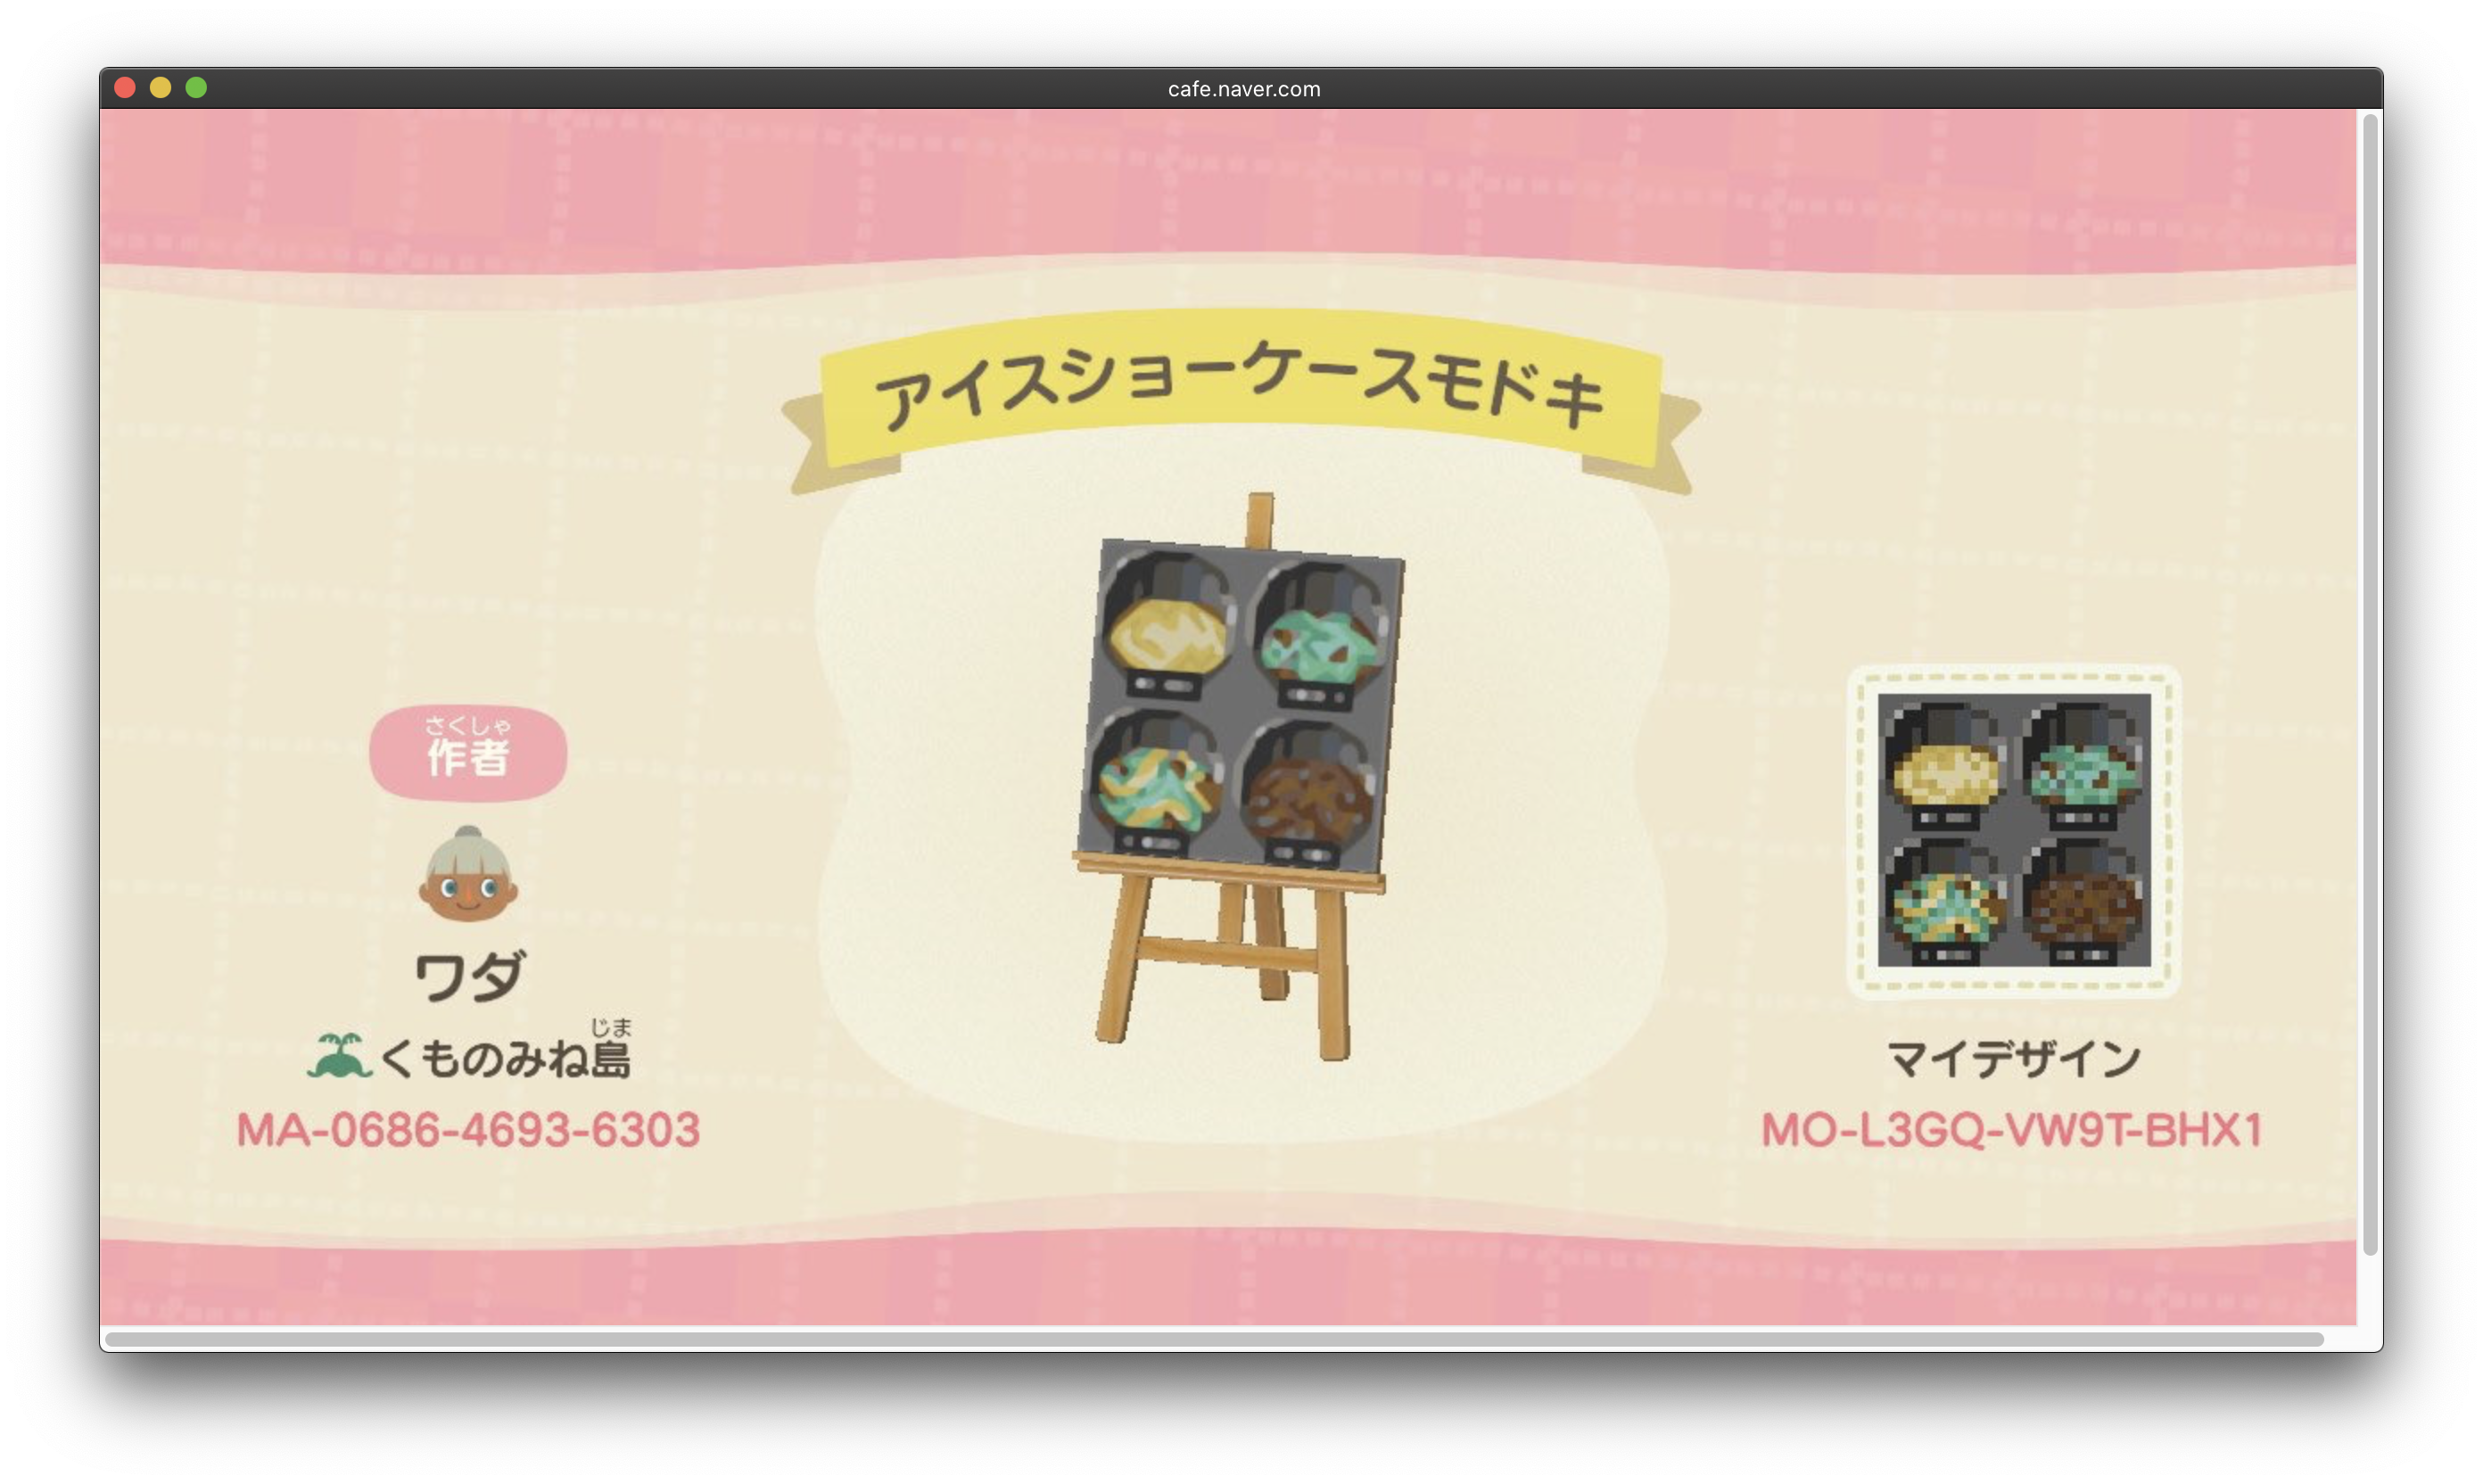 cafe.naver.com
アイスショーケースモドキ
さくしゃ
作者
ワダ
じま
くものみね島
MA-0686-4693-6303
マイデザイン
MO-L3GQ-VW9T-BHX1